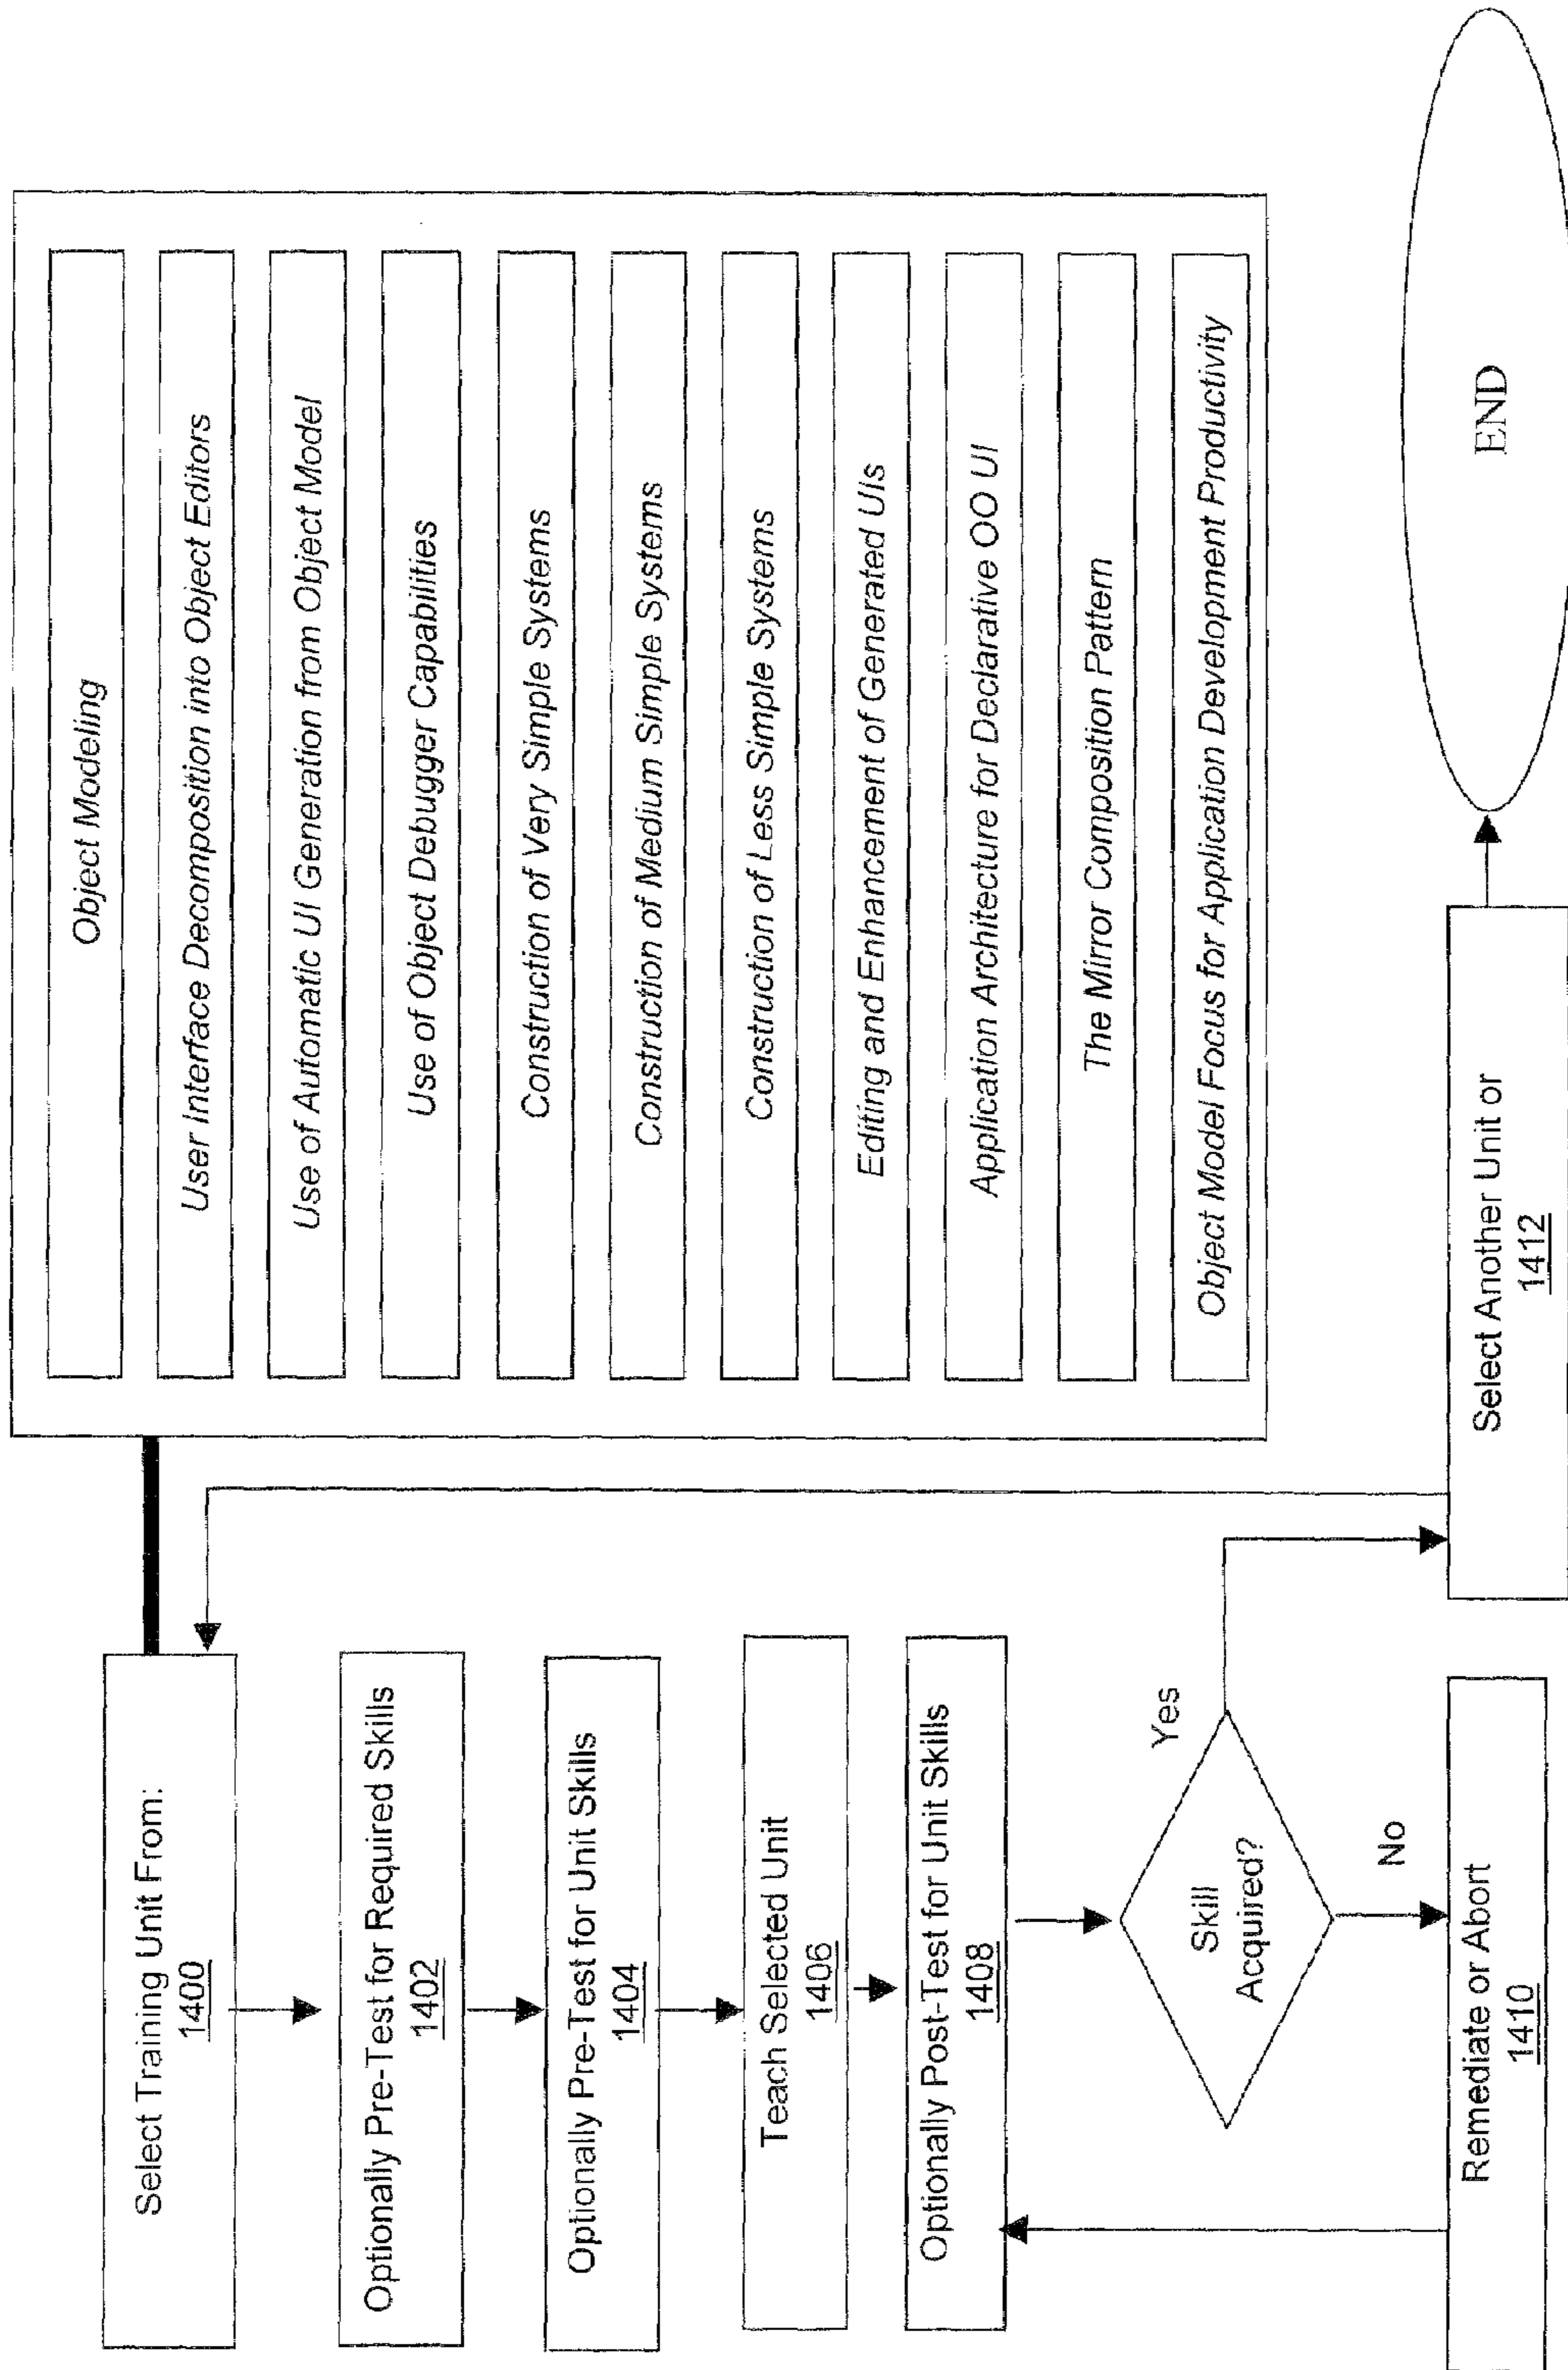 Select Training Unit From:
1400
Object Modeling
User Interface Decomposition into Object Editors
Use of Automatic UI Generation from Object Model
Use of Object Debugger Capabilities
Construction of Very Simple Systems
Construction of Medium Simple Systems
Construction of Less Simple Systems
Editing and Enhancement of Generated UIs
Application Architecture for Declarative OO UI
The Mirror Composition Pattern
Object Model Focus for Application Development Productivity
Optionally Pre-Test for Required Skills
1402
Optionally Pre-Test for Unit Skills
1404
Teach Selected Unit
1406
Optionally Post-Test for Unit Skills
1408
Skill
Acquired?
Yes
No
Remediate or Abort
1410
Select Another Unit or
1412
END